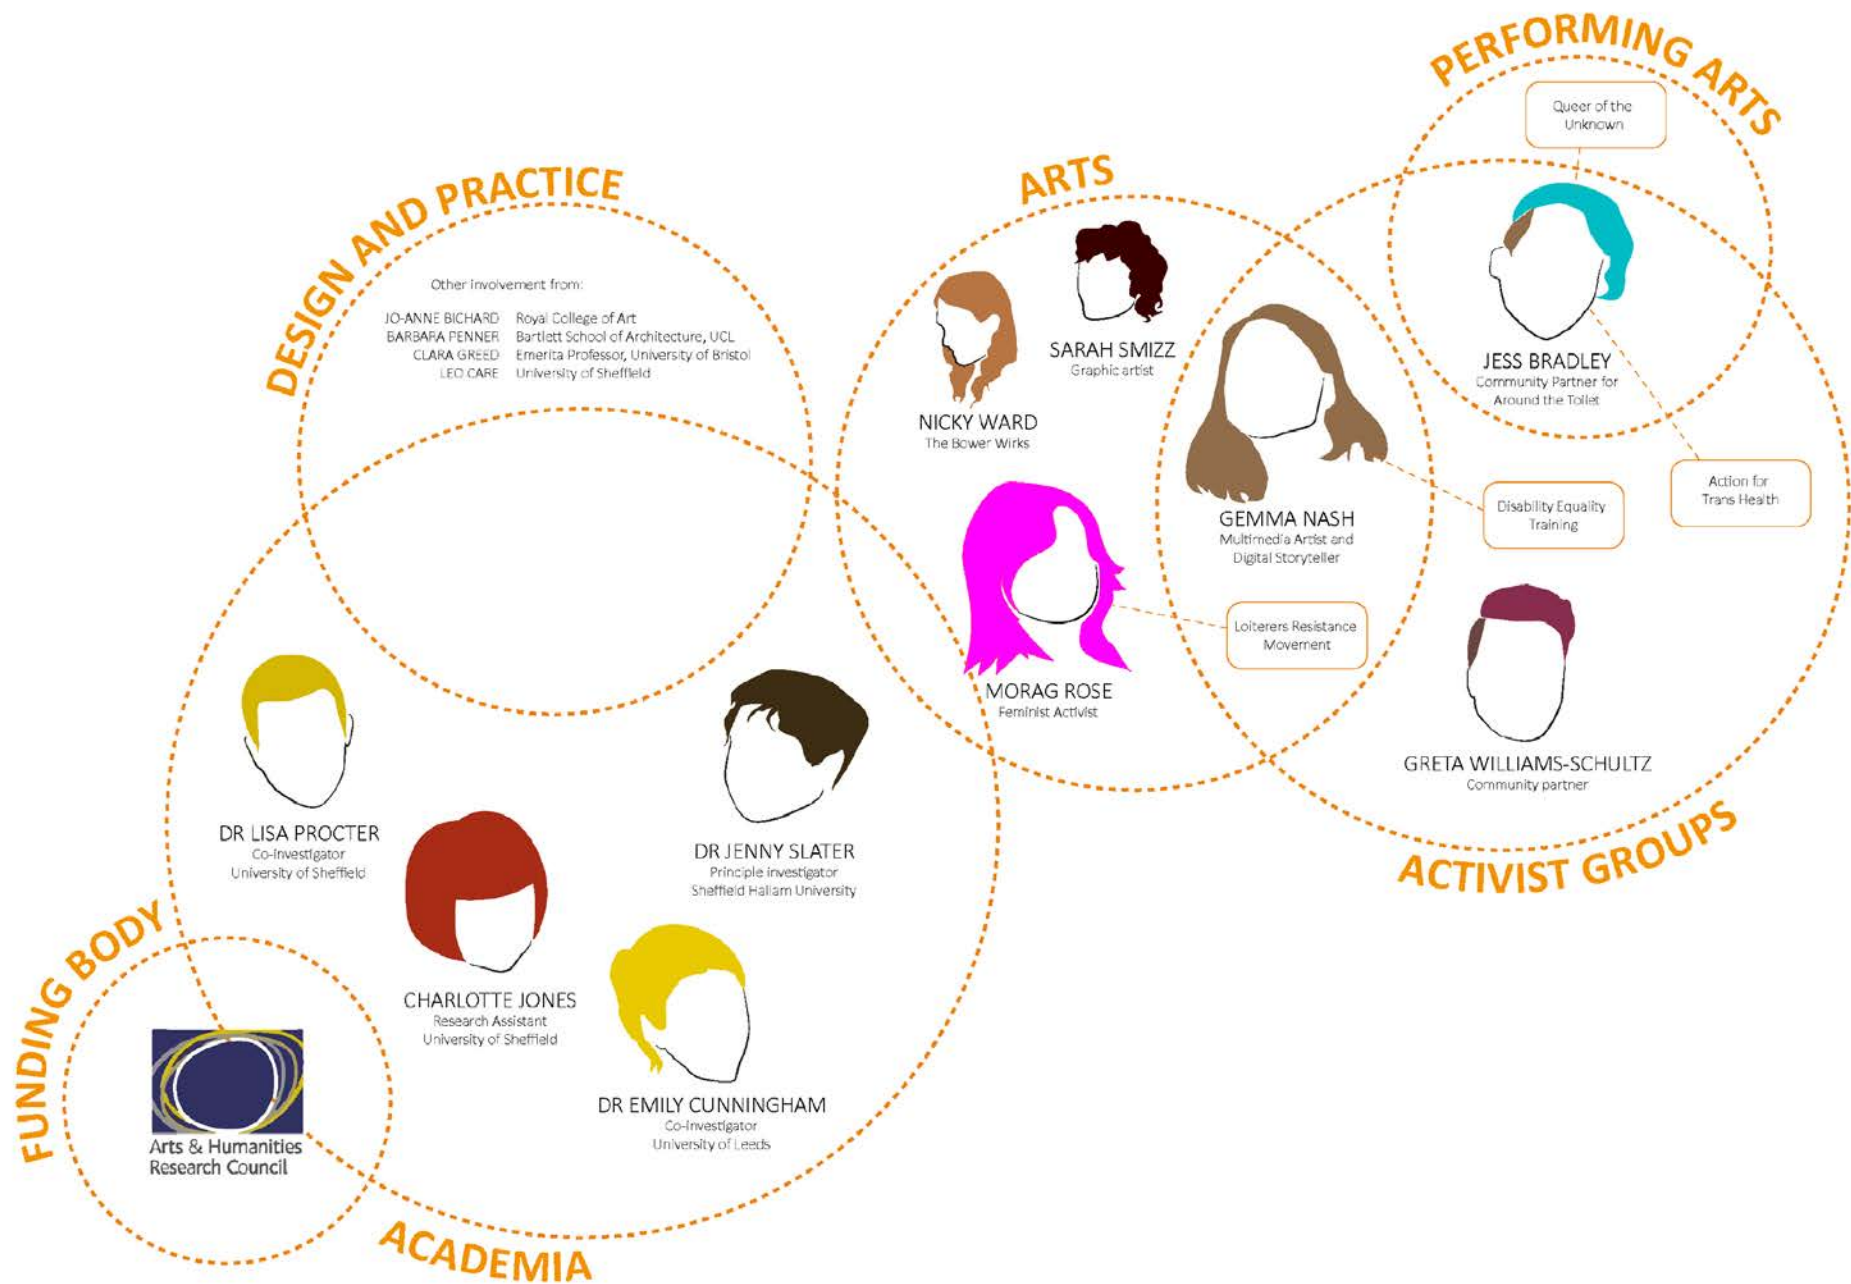 PERFORMING ARTS
Queer of the
Unknown
JESS BRADLEY
Community Partner for
Around the Toilet
Action for
Trans Health
ARTS
SARAH SMIZZ
Graphic artist
NICKY WARD
The Bower Wirks
GEMMA NASH
Multimedia Artist and
Digital Storyteller
Disability Equality
Training
Loiterers Resistance
Movement
MORAG ROSE
Feminist Activist
GRETA WILLIAMS-SCHULTZ
Community partner
ACTIVIST GROUPS
DESIGN AND PRACTICE
Other involvement from:
JO-ANNE BICHARD Royal College of Art
BARBARA PENNER Bartlett School of Architecture, UCL
CLARA GREED Emerita Professor, University of Bristol
LEO CARE University of Sheffield
DR LISA PROCTER
Co-investigator
University of Sheffield
DR JENNY SLATER
Principle investigator
Sheffield Hallam University
CHARLOTTE JONES
Research Assistant
University of Sheffield
DR EMILY CUNNINGHAM
Co-investigator
University of Leeds
FUNDING BODY
Arts & Humanities
Research Council
ACADEMIA